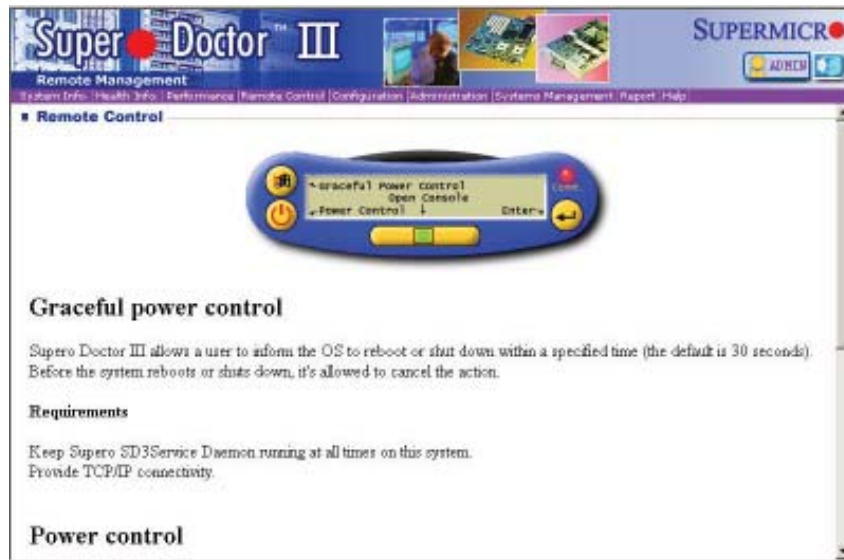 Super Doctor™ III
SUPERMICR
ADMIN
Remote Management
System Info Health Info Performance Remote Control Configuration Administration Systems Management Report Help
Remote Control
Graceful Power Control
Comm.
Open Console
Power Control ↓ Enter
Graceful power control
Supero Doctor III allows a user to inform the OS to reboot or shut down within a specified time (the default is 30 seconds).
Before the system reboots or shuts down, it's allowed to cancel the action.
Requirements
Keep Supero SD3Service Daemon running at all times on this system.
Provide TCP/IP connectivity.
Power control